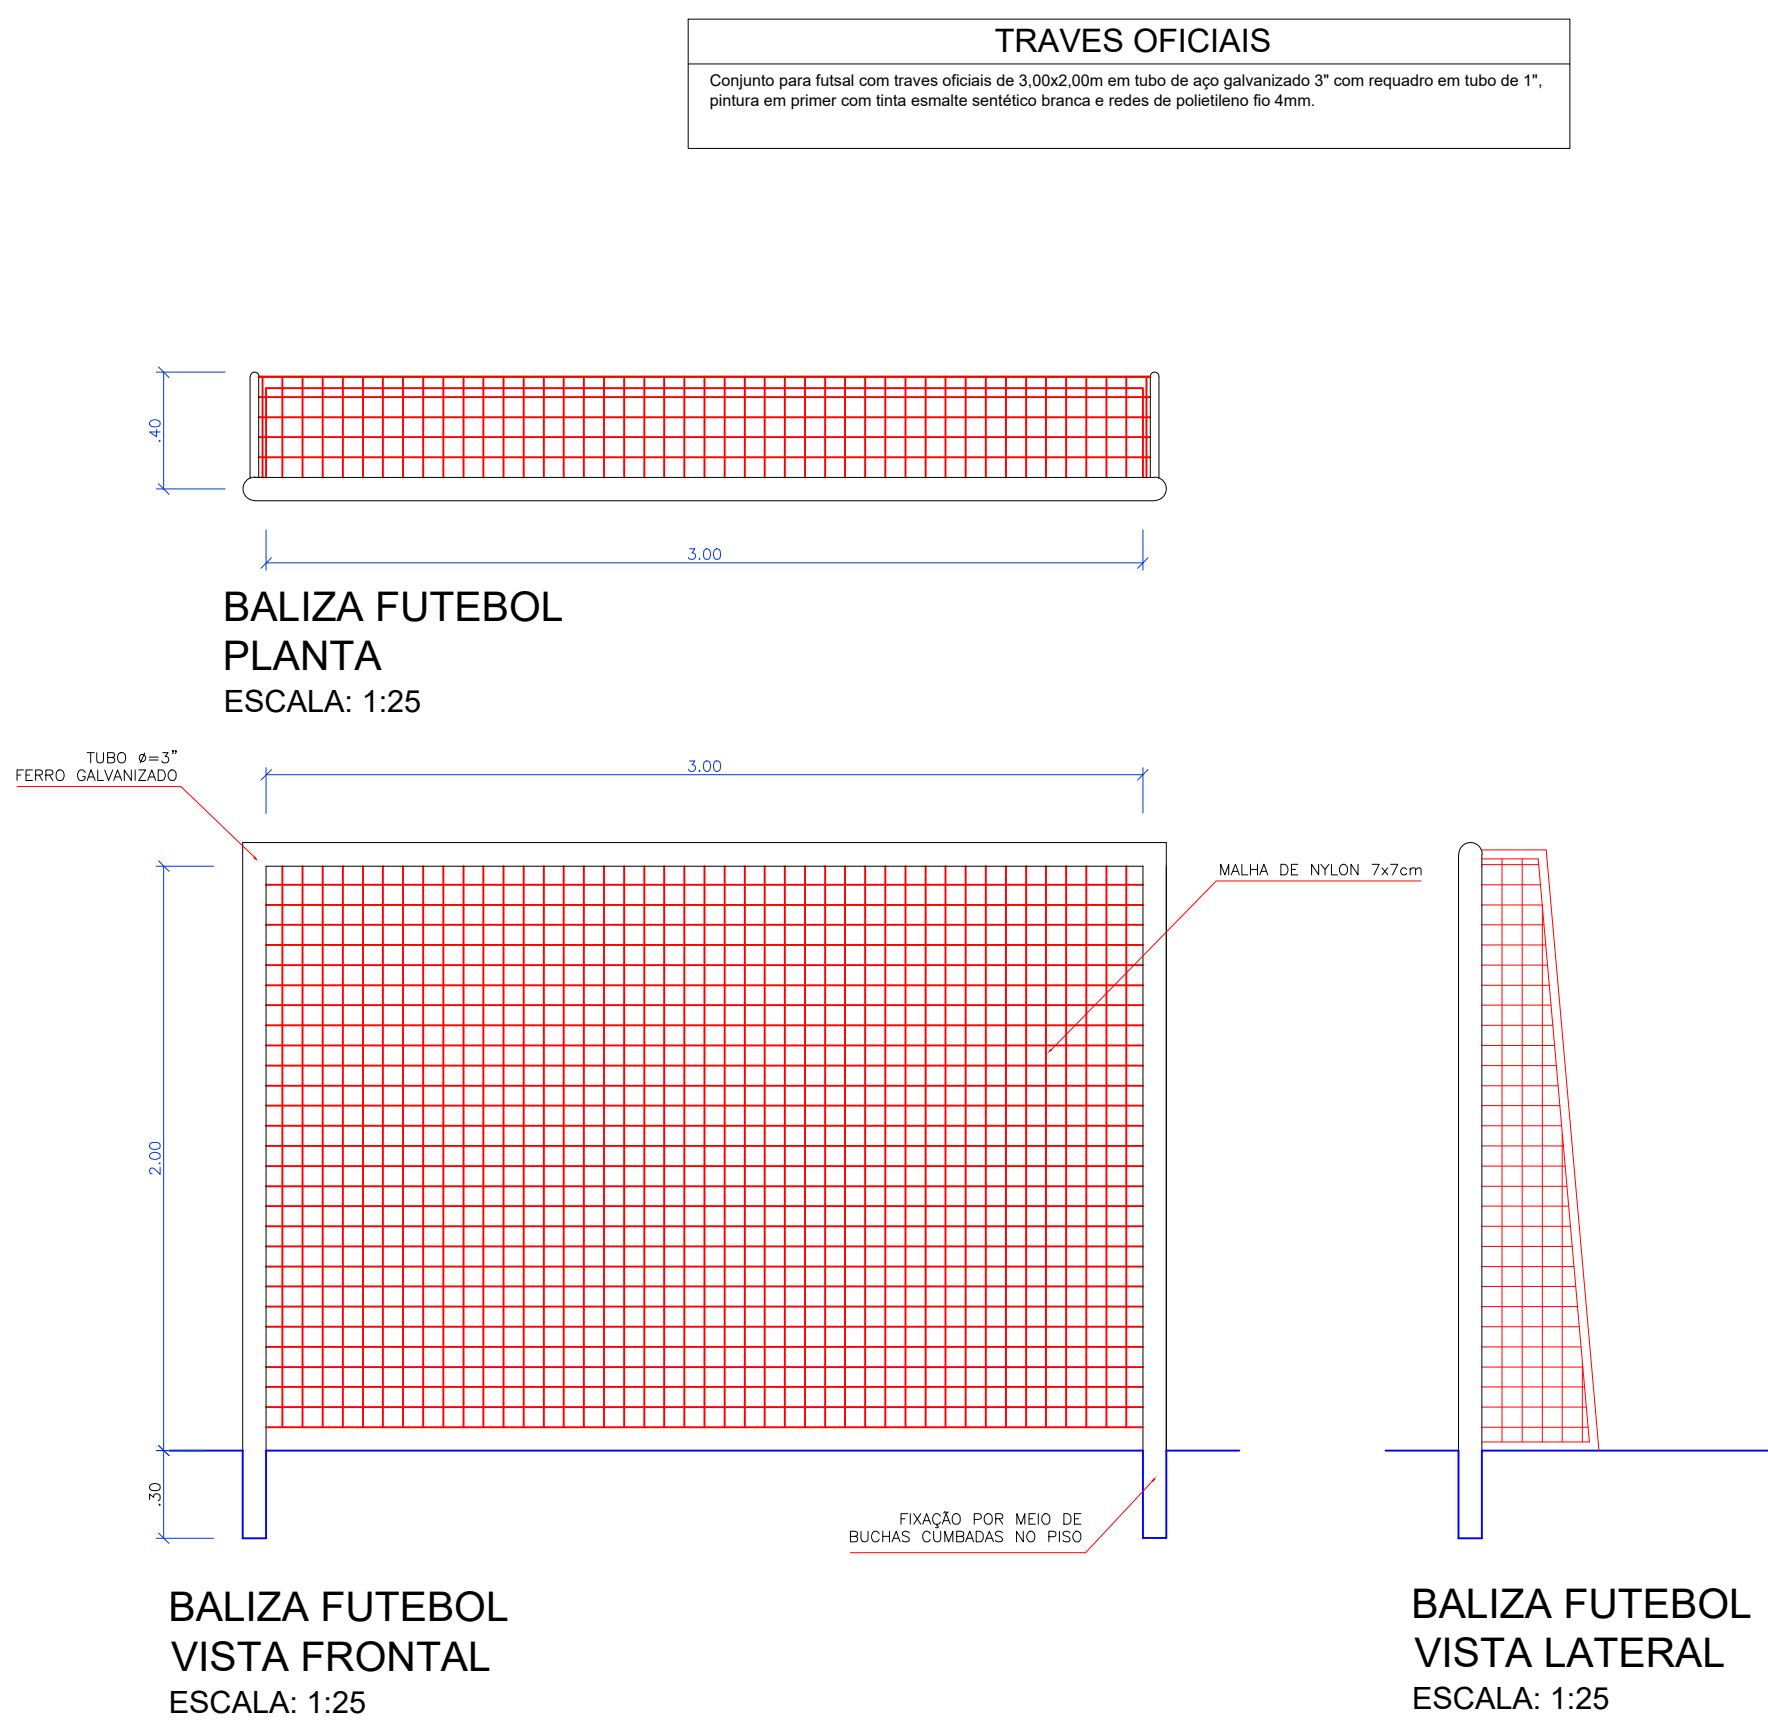 TRAVES OFICIAIS
Conjunto para futsal com traves oficiais de 3,00x2,00m em tubo de aço galvanizado 3" com requadro em tubo de 1",
pintura em primer com tinta esmalte sentético branca e redes de polietileno fio 4mm.
.40
3.00
BALIZA FUTEBOL
PLANTA
ESCALA: 1:25
TUBO ø=3"
FERRO GALVANIZADO
3.00
MALHA DE NYLON 7x7cm
2.00
.30
FIXAÇÃO POR MEIO DE
BUCHAS CUMBADAS NO PISO
BALIZA FUTEBOL
VISTA FRONTAL
ESCALA: 1:25
BALIZA FUTEBOL
VISTA LATERAL
ESCALA: 1:25